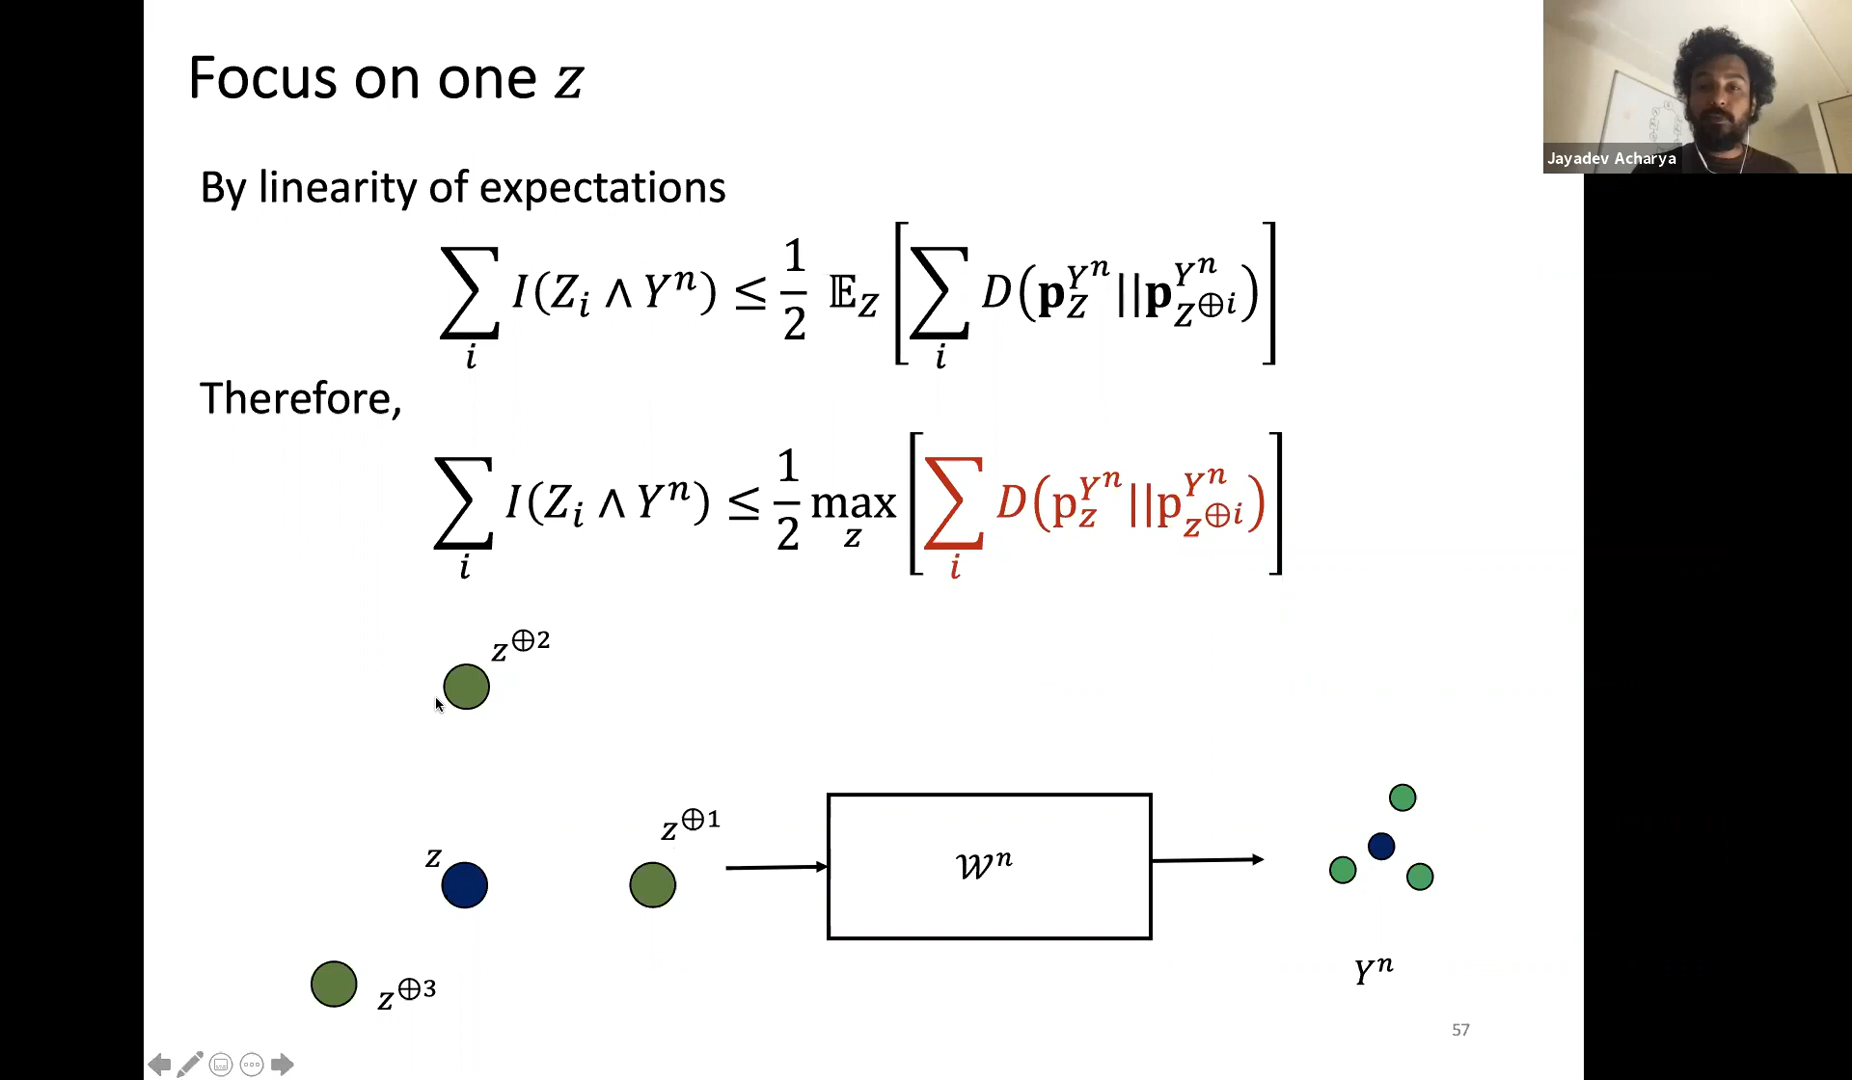 Focus on one z
Jayadev Acharya
By linearity of expectations
∑_i I(Z_i ∧ Y^n) ≤ 1/2 𝔼_Z [∑_i D(𝐩_Z^{Y^n} || 𝐩_{Z^{⊕i}}^{Y^n})]
Therefore,
∑_i I(Z_i ∧ Y^n) ≤ 1/2 max_z [∑_i D(p_z^{Y^n} || p_{z^{⊕i}}^{Y^n})]
z^{⊕2}
z^{⊕1}
z
𝒲^n
Y^n
z^{⊕3}
57